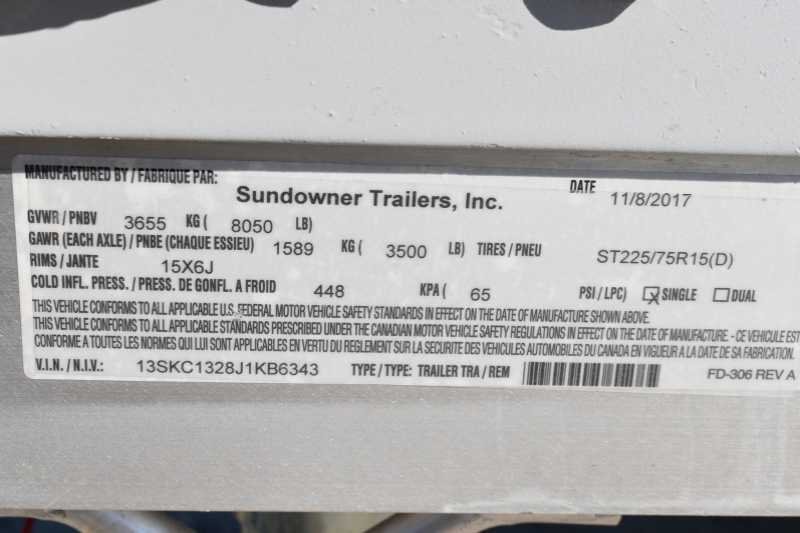 MANUFACTURED BY / FABRIQUE PAR: Sundowner Trailers, Inc. DATE 11/8/2017
GVWR / PNBV 3655 KG ( 8050 LB)
GAWR (EACH AXLE) / PNBE (CHAQUE ESSIEU) 1589 KG ( 3500 LB) TIRES / PNEU ST225/75R15(D)
RIMS / JANTE 15X6J
COLD INFL. PRESS. / PRESS. DE GONFL. A FROID 448 KPA ( 65 PSI / LPC) X SINGLE DUAL
THIS VEHICLE CONFORMS TO ALL APPLICABLE U.S. FEDERAL MOTOR VEHICLE SAFETY STANDARDS IN EFFECT ON THE DATE OF MANUFACTURE SHOWN ABOVE.
THIS VEHICLE CONFORMS TO ALL APPLICABLE STANDARDS PRESCRIBED UNDER THE CANADIAN MOTOR VEHICLE SAFETY REGULATIONS IN EFFECT ON THE DATE OF MANUFACTURE. - CE VEHICULE EST
CONFORME A TOUTES LES NORMES QUI LUI SONT APPLICABLES EN VERTU DU REGLEMENT SUR LA SECURITE DES VEHICULES AUTOMOBILES DU CANADA EN VIGUEUR A LA DATE DE SA FABRICATION.
V.I.N. / N.I.V.: 13SKC1328J1KB6343 TYPE / TYPE: TRAILER TRA / REM FD-306 REV A